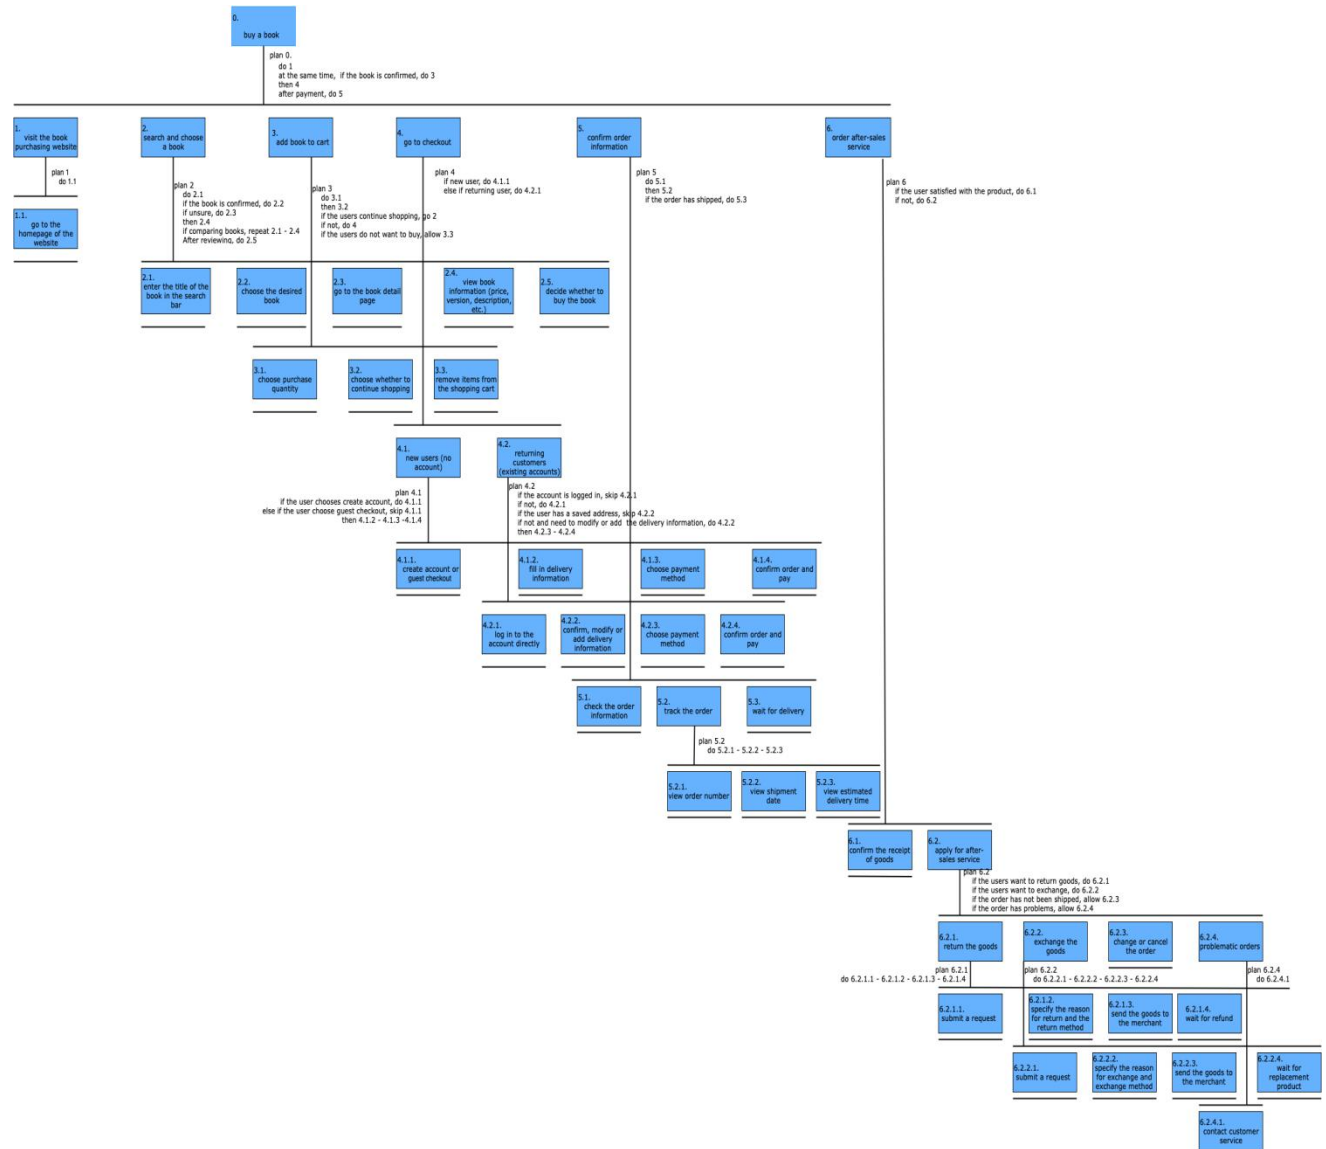 0.
buy a book
plan 0.
do 1
at the same time, if the book is confirmed, do 3
then 4
after payment, do 5
1.
visit the book
purchasing website
2.
search and choose
a book
3.
add book to cart
4.
go to checkout
5.
confirm order
information
6.
order after-sales
service
plan 1
do 1.1
plan 2
do 2.1
if the book is confirmed, do 2.2
if unsure, do 2.3
then 2.4
if comparing books, repeat 2.1 - 2.4
After reviewing, do 2.5
plan 3
do 3.1
then 3.2
if the users continue shopping, go 2
if not, do 4
if the users do not want to buy, allow 3.3
plan 4
if new user, do 4.1.1
else if returning user, do 4.2.1
plan 5
do 5.1
then 5.2
if the order has shipped, do 5.3
plan 6
if the user satisfied with the product, do 6.1
if not, do 6.2
1.1.
go to the
homepage of the
website
2.1.
enter the title of the
book in the search
bar
2.2.
choose the desired
book
2.3.
go to the book detail
page
2.4.
view book
information (price,
version, description,
etc.)
2.5.
decide whether to
buy the book
3.1.
choose purchase
quantity
3.2.
choose whether to
continue shopping
3.3.
remove items from
the shopping cart
4.1.
new users (no
account)
4.2.
returning
customers
(existing accounts)
plan 4.1
if the user chooses create account, do 4.1.1
else if the user choose guest checkout, skip 4.1.1
then 4.1.2 - 4.1.3 -4.1.4
plan 4.2
if the account is logged in, skip 4.2.1
if not, do 4.2.1
if the user has a saved address, skip 4.2.2
if not and need to modify or add the delivery information, do 4.2.2
then 4.2.3 - 4.2.4
4.1.1.
create account or
guest checkout
4.1.2.
fill in delivery
information
4.1.3.
choose payment
method
4.1.4.
confirm order and
pay
4.2.1.
log in to the
account directly
4.2.2.
confirm, modify or
add delivery
information
4.2.3.
choose payment
method
4.2.4.
confirm order and
pay
5.1.
check the order
information
5.2.
track the order
5.3.
wait for delivery
plan 5.2
do 5.2.1 - 5.2.2 - 5.2.3
5.2.1.
view order number
5.2.2.
view shipment
date
5.2.3.
view estimated
delivery time
6.1.
confirm the receipt
of goods
6.2.
apply for after-
sales service
plan 6.2
if the users want to return goods, do 6.2.1
if the users want to exchange, do 6.2.2
if the order has not been shipped, allow 6.2.3
if the order has problems, allow 6.2.4
6.2.1.
return the goods
6.2.2.
exchange the
goods
6.2.3.
change or cancel
the order
6.2.4.
problematic orders
plan 6.2.1
do 6.2.1.1 - 6.2.1.2 - 6.2.1.3 - 6.2.1.4
plan 6.2.2
do 6.2.2.1 - 6.2.2.2 - 6.2.2.3 - 6.2.2.4
plan 6.2.4
do 6.2.4.1
6.2.1.1.
submit a request
6.2.1.2.
specify the reason
for return and the
return method
6.2.1.3.
send the goods to
the merchant
6.2.1.4.
wait for refund
6.2.2.1.
submit a request
6.2.2.2.
specify the reason
for exchange and
exchange method
6.2.2.3.
send the goods to
the merchant
6.2.2.4.
wait for
replacement
product
6.2.4.1.
contact customer
service